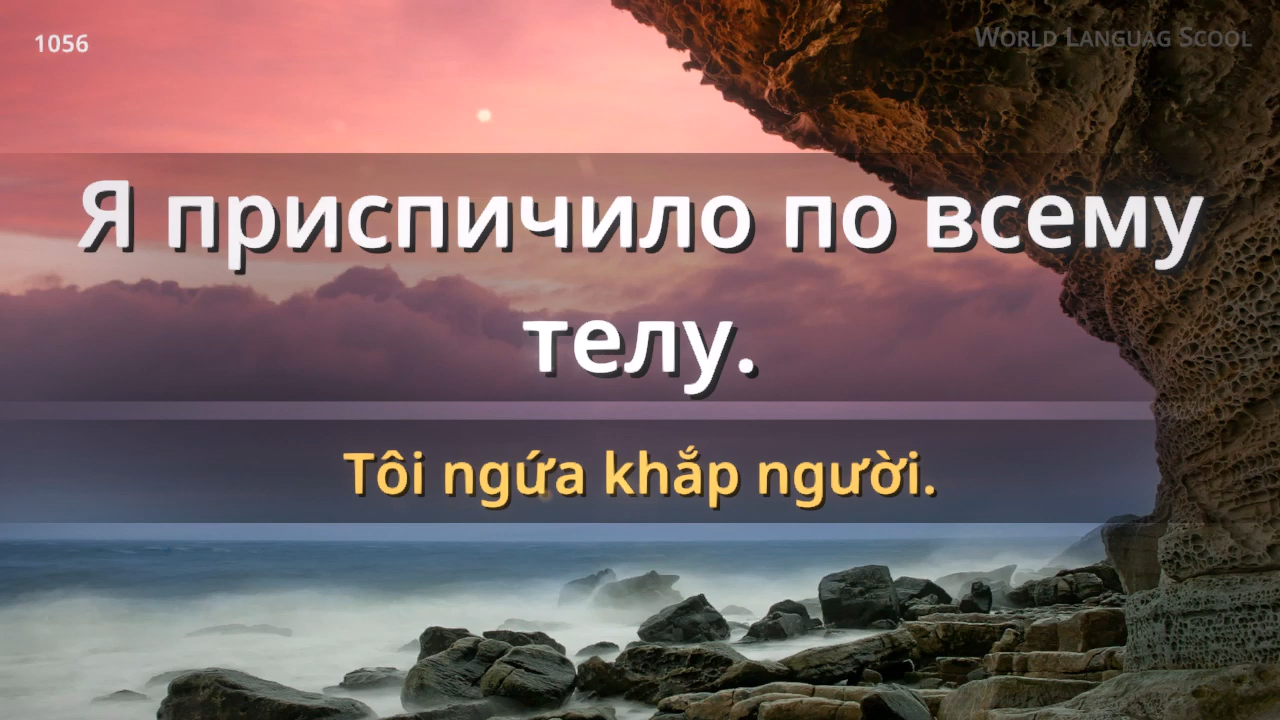 1056
World Languag Scool
Я приспичило по всему
телу.
Tôi ngứa khắp người.